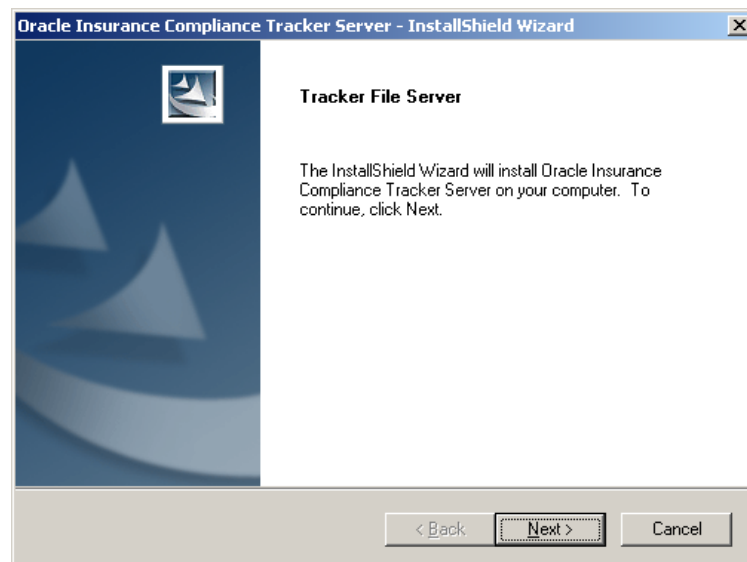 Oracle Insurance Compliance Tracker Server - InstallShield Wizard
Tracker File Server
The InstallShield Wizard will install Oracle Insurance
Compliance Tracker Server on your computer. To
continue, click Next.
< Back
Next >
Cancel